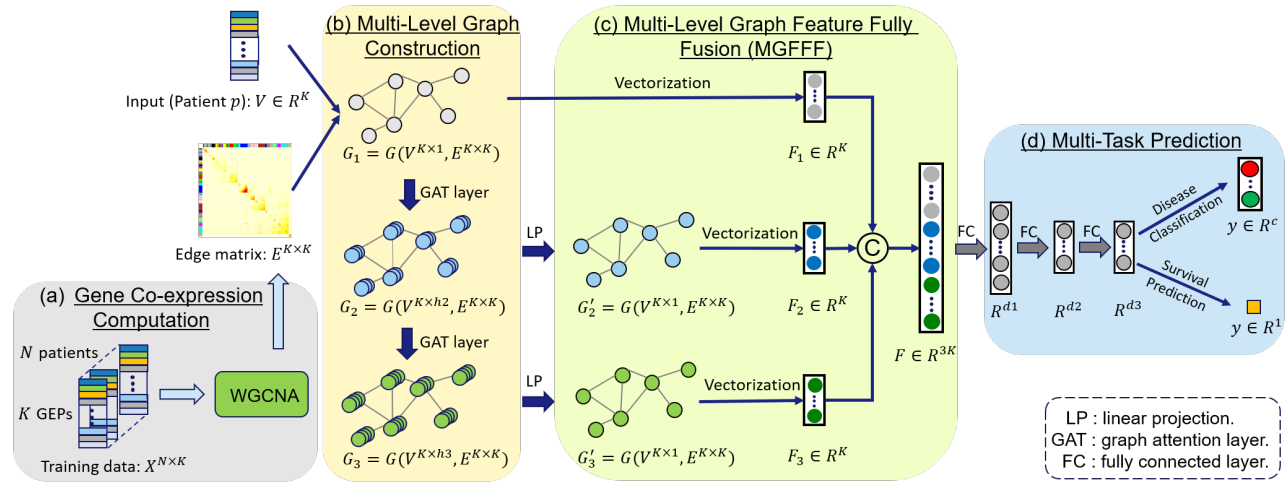 Input (Patient p): V ∈ R^K
Edge matrix: E^{K×K}
(a) Gene Co-expression
Computation
N patients
K GEPs
WGCNA
Training data: X^{N×K}
(b) Multi-Level Graph
Construction
G_1 = G(V^{K×1}, E^{K×K})
GAT layer
G_2 = G(V^{K×h2}, E^{K×K})
GAT layer
G_3 = G(V^{K×h3}, E^{K×K})
LP
LP
(c) Multi-Level Graph Feature Fully
Fusion (MGFFF)
Vectorization
F_1 ∈ R^K
Vectorization
G_2' = G(V^{K×1}, E^{K×K})
F_2 ∈ R^K
Vectorization
G_3' = G(V^{K×1}, E^{K×K})
F_3 ∈ R^K
C
F ∈ R^{3K}
FC
(d) Multi-Task Prediction
FC
FC
R^{d1}
R^{d2}
R^{d3}
Disease
Classification
y ∈ R^c
Survival
Prediction
y ∈ R^1
LP : linear projection.
GAT : graph attention layer.
FC : fully connected layer.